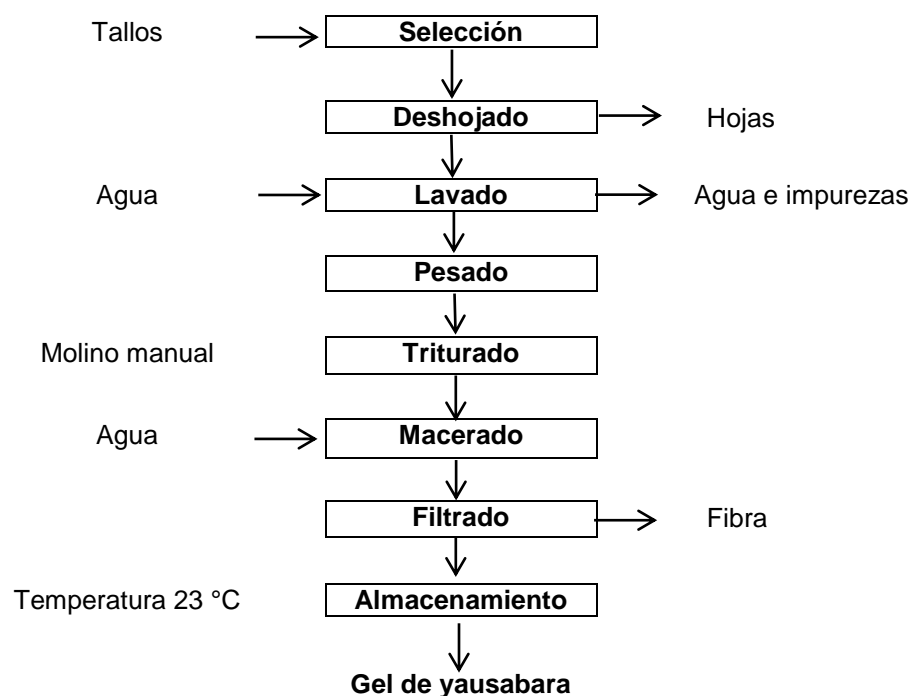 Tallos Selección
Deshojado Hojas
Agua Lavado Agua e impurezas
Pesado
Molino manual Triturado
Agua Macerado
Filtrado Fibra
Temperatura 23 °C Almacenamiento
Gel de yausabara